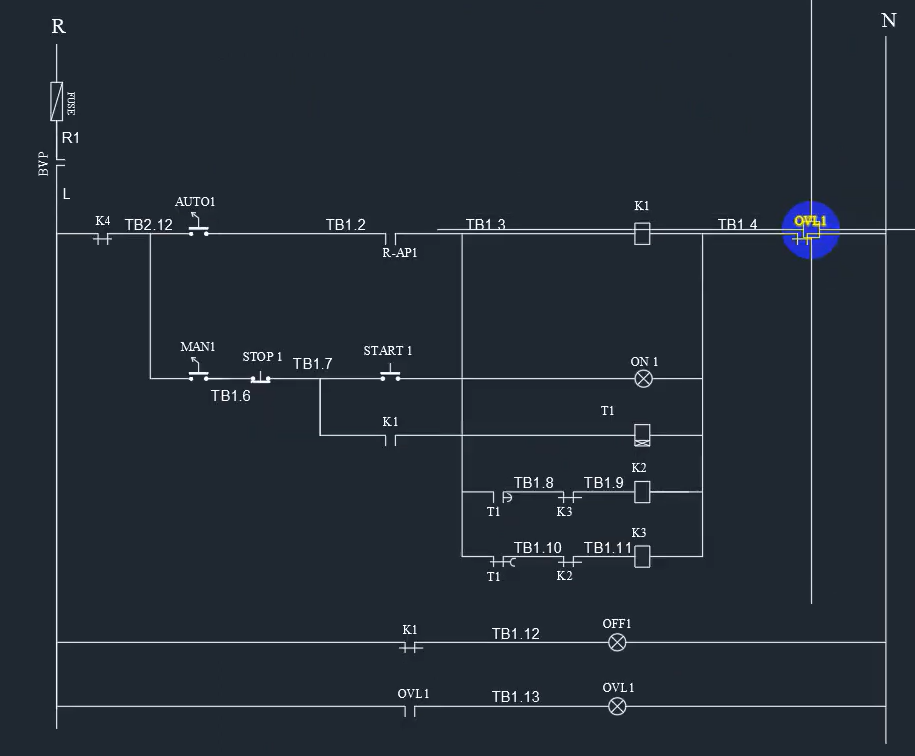 R
N
FUSE
R1
BVP
L
K4
TB2.12
AUTO1
TB1.2
R-AP1
TB1.3
K1
TB1.4
OVL1
MAN1
TB1.6
STOP 1
TB1.7
START 1
ON 1
K1
T1
T1
TB1.8
K3
TB1.9
K2
T1
TB1.10
K2
TB1.11
K3
K1
TB1.12
OFF1
OVL1
TB1.13
OVL1